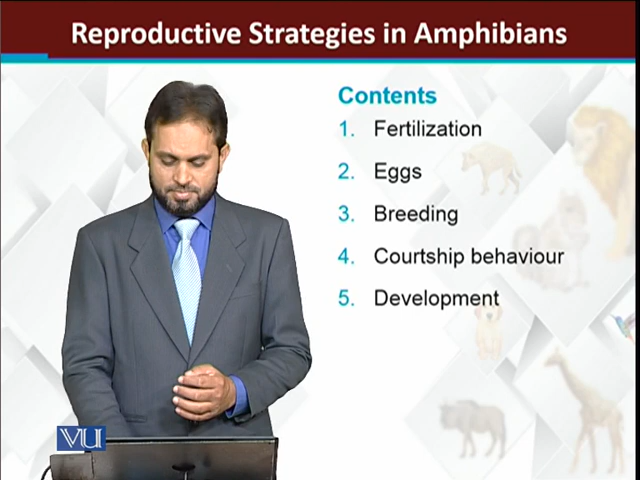 Reproductive Strategies in Amphibians
Contents
1. Fertilization
2. Eggs
3. Breeding
4. Courtship behaviour
5. Development
VU